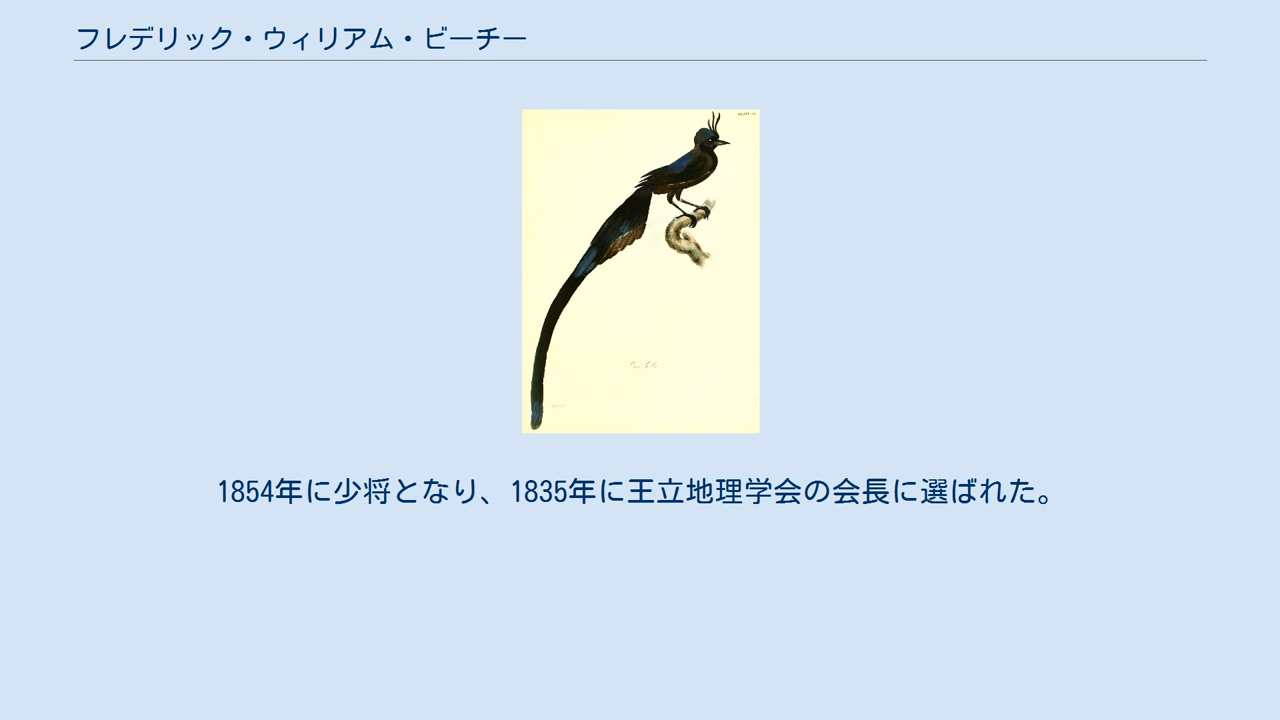 フレデリック・ウィリアム・ビーチー
1854年に少将となり、1835年に王立地理学会の会長に選ばれた。